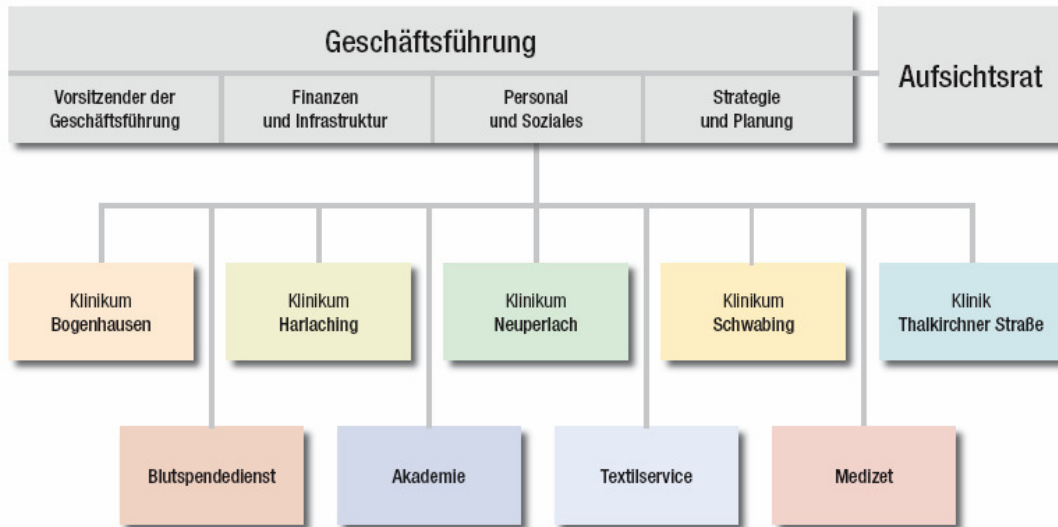 Geschäftsführung
Aufsichtsrat
Vorsitzender der
Geschäftsführung
Finanzen
und Infrastruktur
Personal
und Soziales
Strategie
und Planung
Klinikum
Bogenhausen
Klinikum
Harlaching
Klinikum
Neuperlach
Klinikum
Schwabing
Klinik
Thalkirchner Straße
Blutspendedienst
Akademie
Textilservice
Medizet